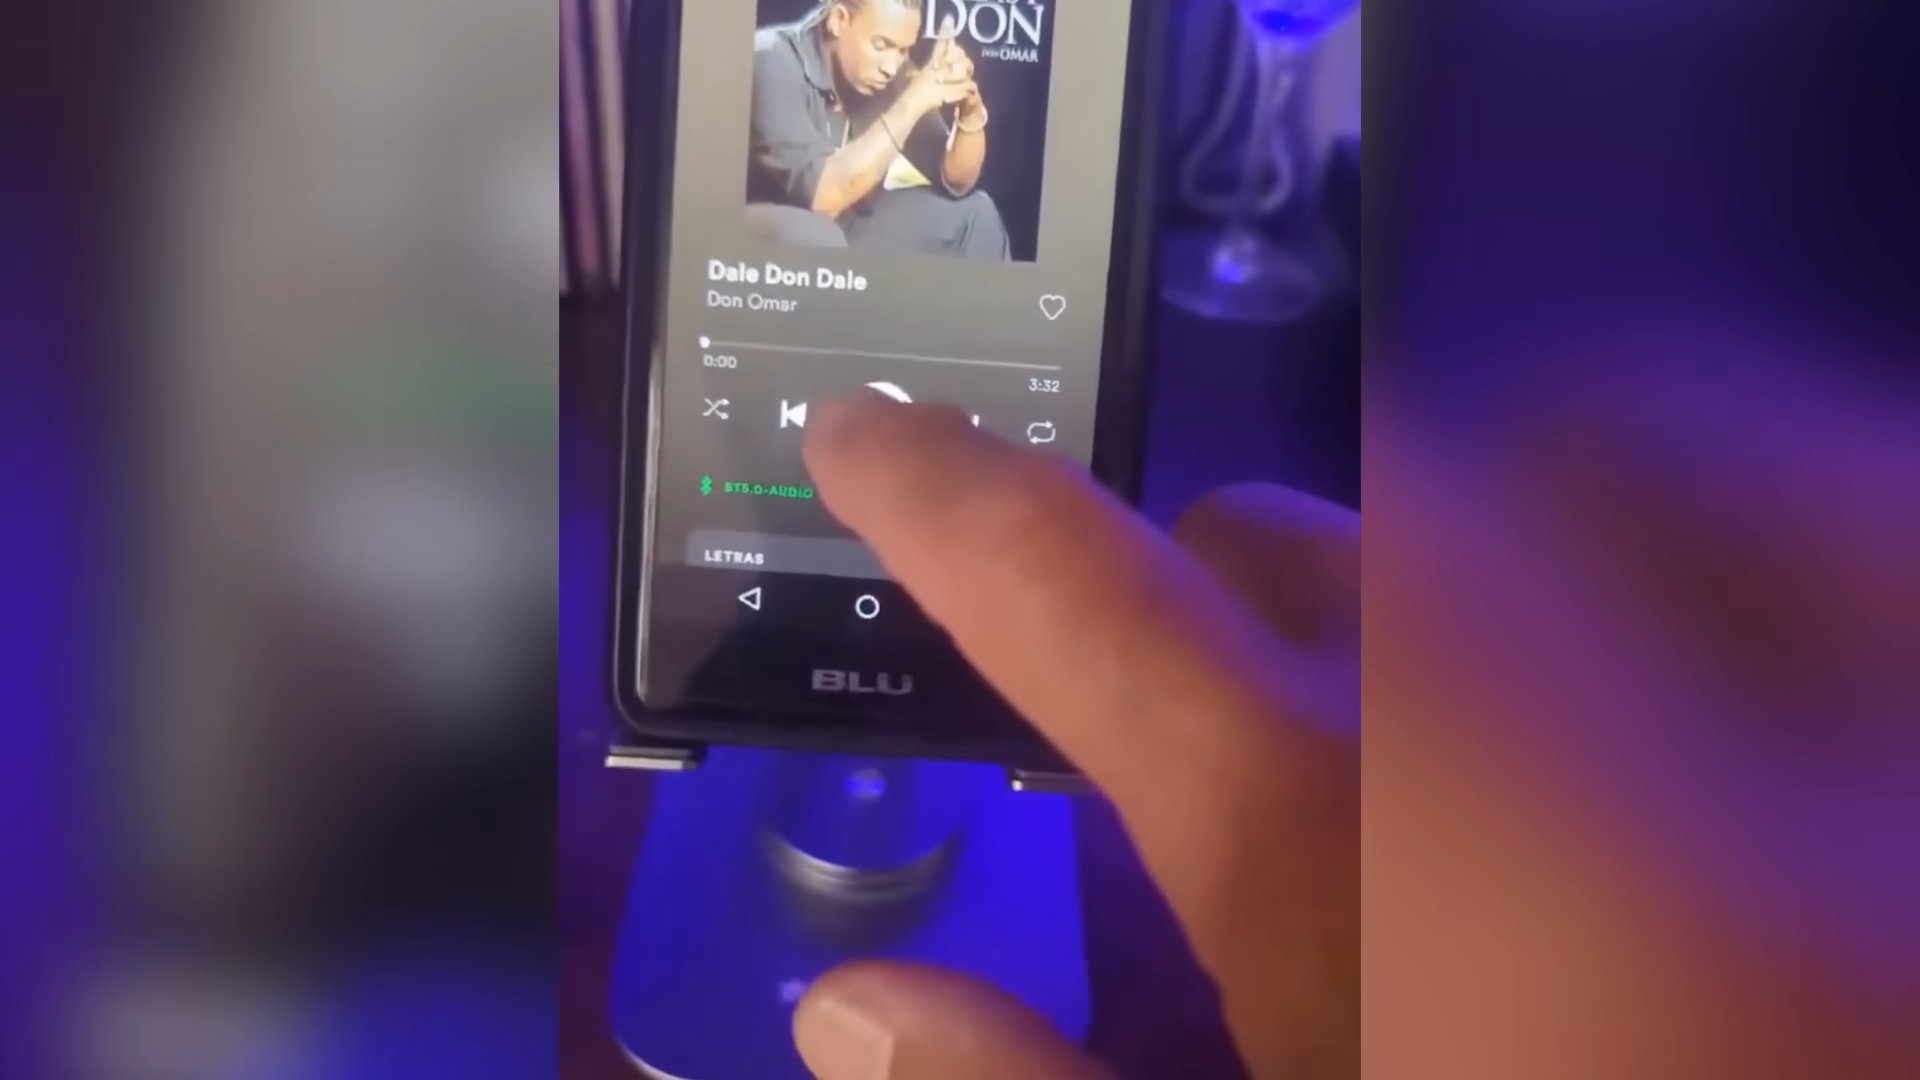 DON
OMAR
Dale Don Dale
Don Omar
0:00
3:32
BT5.0-AUDIO
LETRAS
BLU